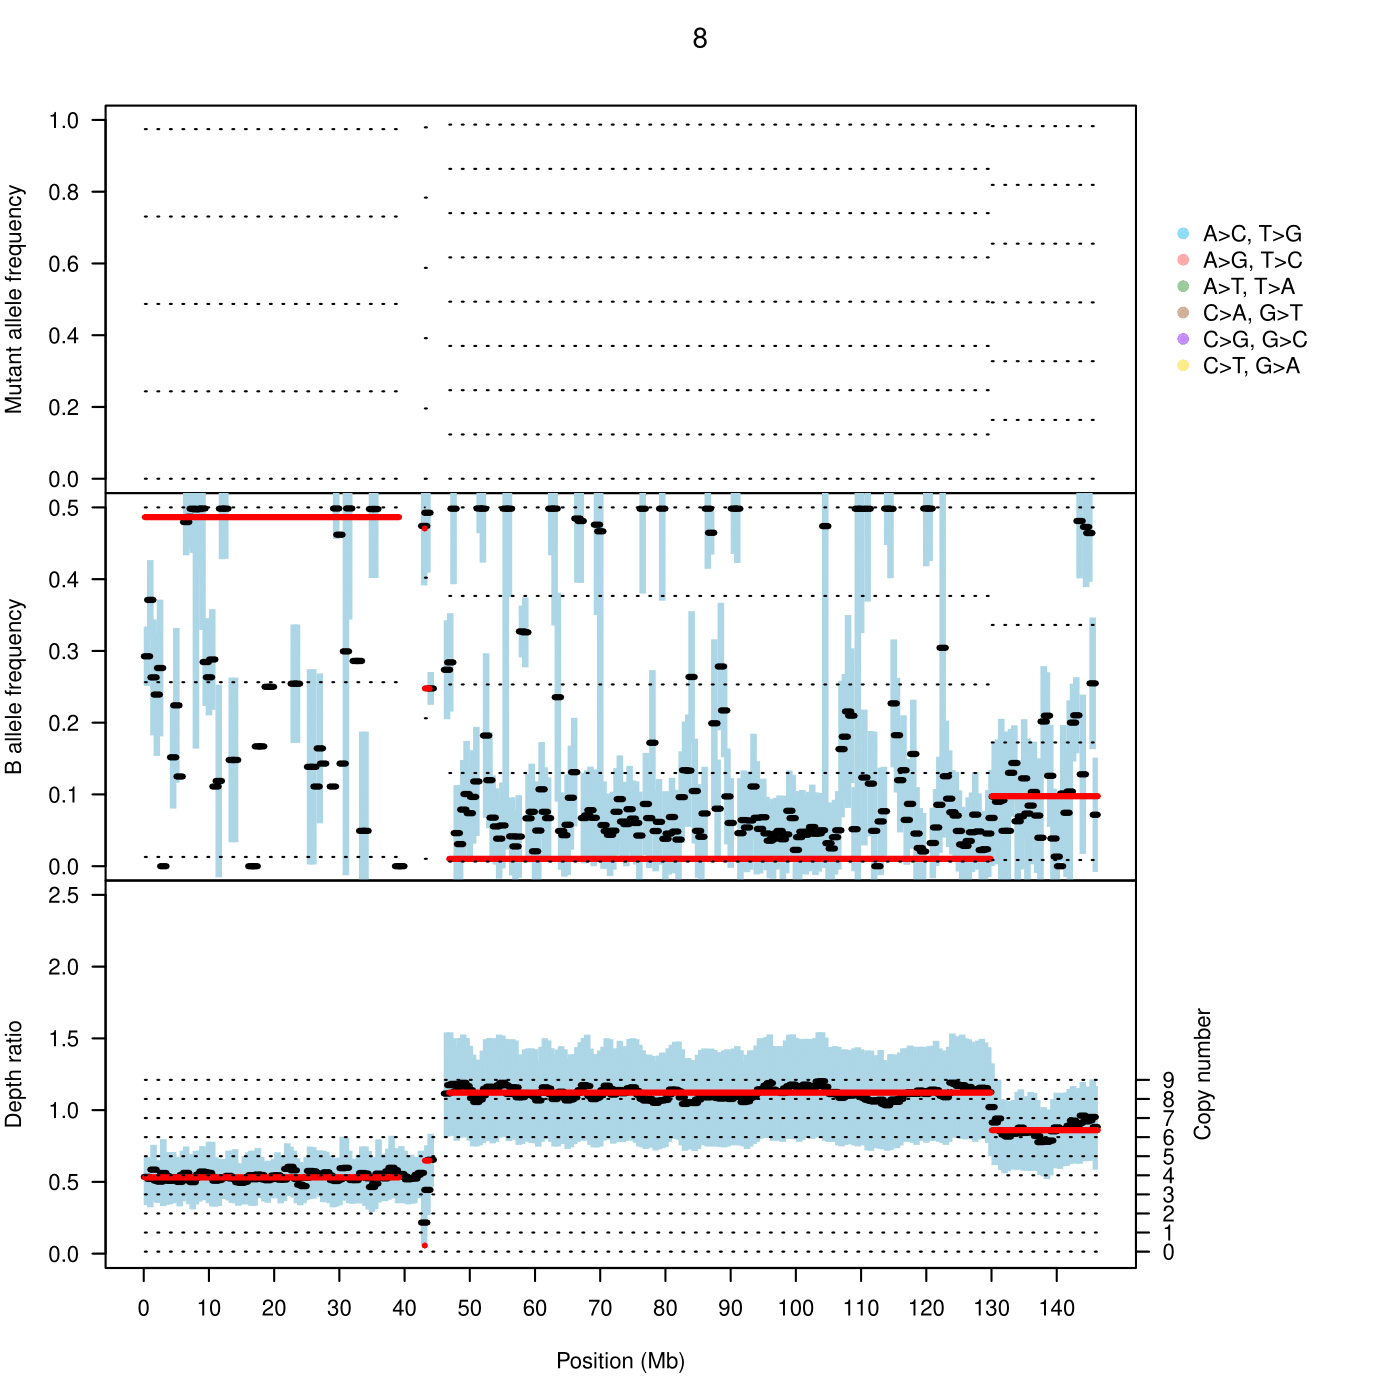 8
1.0
0.8
0.6
0.4
0.2
0.0
Mutant allele frequency
A>C, T>G
A>G, T>C
A>T, T>A
C>A, G>T
C>G, G>C
C>T, G>A
0.5
0.4
0.3
0.2
0.1
0.0
B allele frequency
2.5
2.0
1.5
1.0
0.5
0.0
Depth ratio
9
8
7
6
5
4
3
2
1
0
Copy number
0 10 20 30 40 50 60 70 80 90 100 110 120 130 140
Position (Mb)